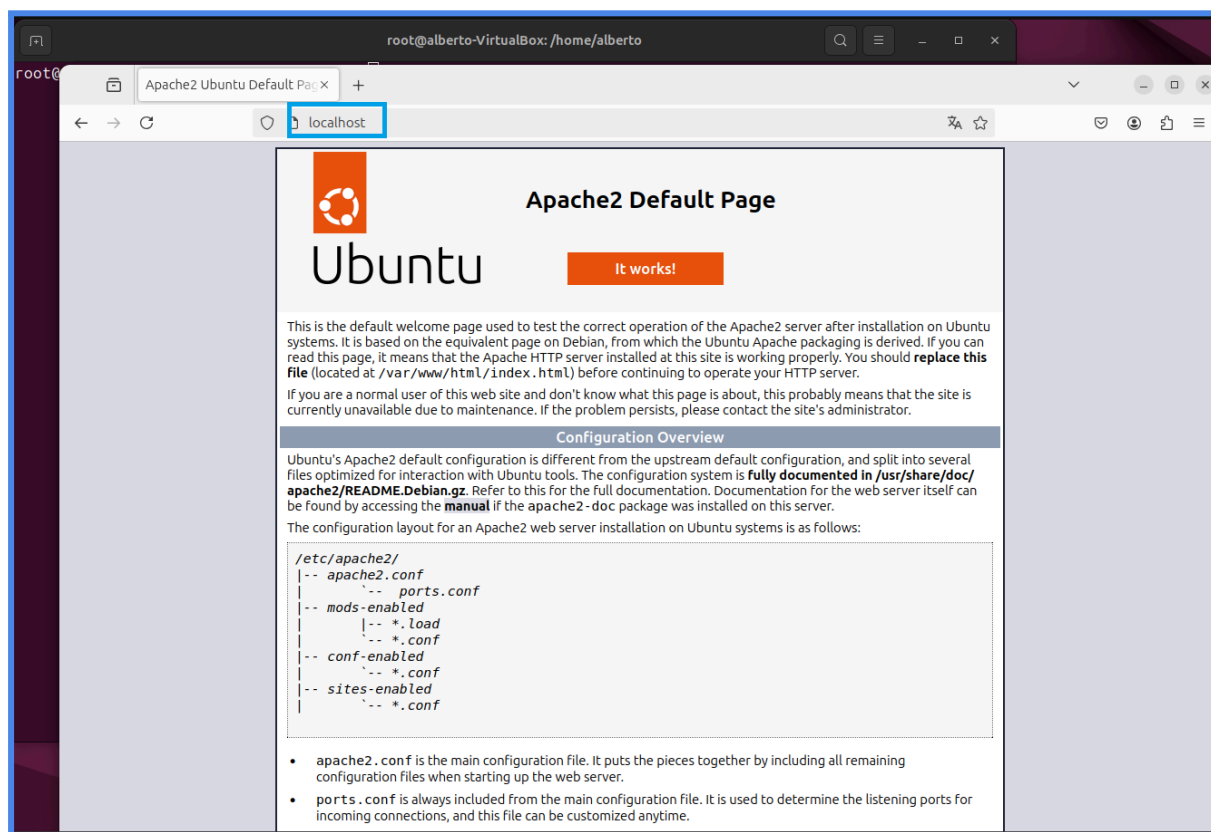 root@alberto-VirtualBox: /home/alberto
root@
Apache2 Ubuntu Default Pag
localhost
Apache2 Default Page
Ubuntu
It works!
This is the default welcome page used to test the correct operation of the Apache2 server after installation on Ubuntu
systems. It is based on the equivalent page on Debian, from which the Ubuntu Apache packaging is derived. If you can
read this page, it means that the Apache HTTP server installed at this site is working properly. You should replace this
file (located at /var/www/html/index.html) before continuing to operate your HTTP server.
If you are a normal user of this web site and don't know what this page is about, this probably means that the site is
currently unavailable due to maintenance. If the problem persists, please contact the site's administrator.
Configuration Overview
Ubuntu's Apache2 default configuration is different from the upstream default configuration, and split into several
files optimized for interaction with Ubuntu tools. The configuration system is fully documented in /usr/share/doc/
apache2/README.Debian.gz. Refer to this for the full documentation. Documentation for the web server itself can
be found by accessing the manual if the apache2-doc package was installed on this server.
The configuration layout for an Apache2 web server installation on Ubuntu systems is as follows:
/etc/apache2/
|-- apache2.conf
|       `--  ports.conf
|-- mods-enabled
|       |-- *.load
|       `-- *.conf
|-- conf-enabled
|       `-- *.conf
|-- sites-enabled
|       `-- *.conf
• apache2.conf is the main configuration file. It puts the pieces together by including all remaining
configuration files when starting up the web server.
• ports.conf is always included from the main configuration file. It is used to determine the listening ports for
incoming connections, and this file can be customized anytime.